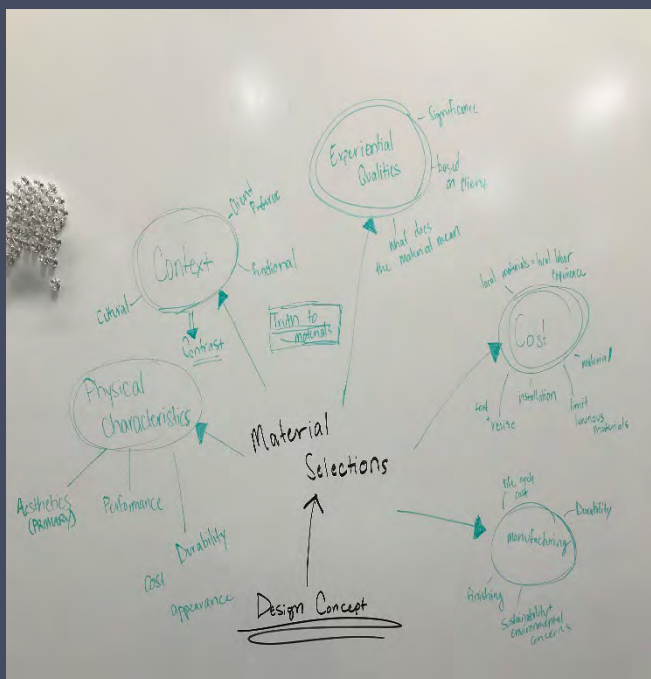 Experiential
Qualities
Significance
based
on client
what does
the material mean
Context
Client
Functional
Cultural
Contrast
Truth to
materials
Cost
local materials = local labor
experience
material
installation
limit
luxurious materials
reuse
Physical
Characteristics
Aesthetics
(PRIMARY)
Performance
Durability
Cost
appearance
Material
Selections
manufacturing
life cycle
cost
Durability
Finishing
Sustainability +
environmental
concerns
Design Concept